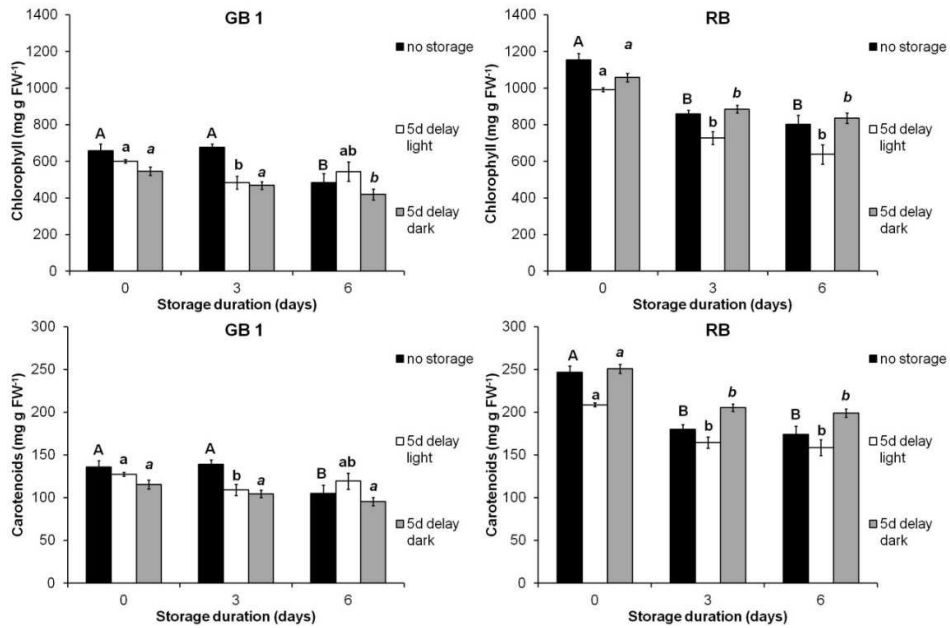 GB 1
1400
1200
1000
800
600
400
200
0
Chlorophyll (mg g FW⁻¹)
A a a
A b a
B ab b
0 3 6
Storage duration (days)
no storage
5d delay
light
5d delay
dark
RB
1400
1200
1000
800
600
400
200
0
Chlorophyll (mg g FW⁻¹)
A a a
B b b
B b b
0 3 6
Storage duration (days)
no storage
5d delay
light
5d delay
dark
GB 1
300
250
200
150
100
50
0
Carotenoids (mg g FW⁻¹)
A a a
A b a
B ab a
0 3 6
Storage duration (days)
no storage
5d delay
light
5d delay
dark
RB
300
250
200
150
100
50
0
Carotenoids (mg g FW⁻¹)
A a a
B b b
B b b
0 3 6
Storage duration (days)
no storage
5d delay
light
5d delay
dark